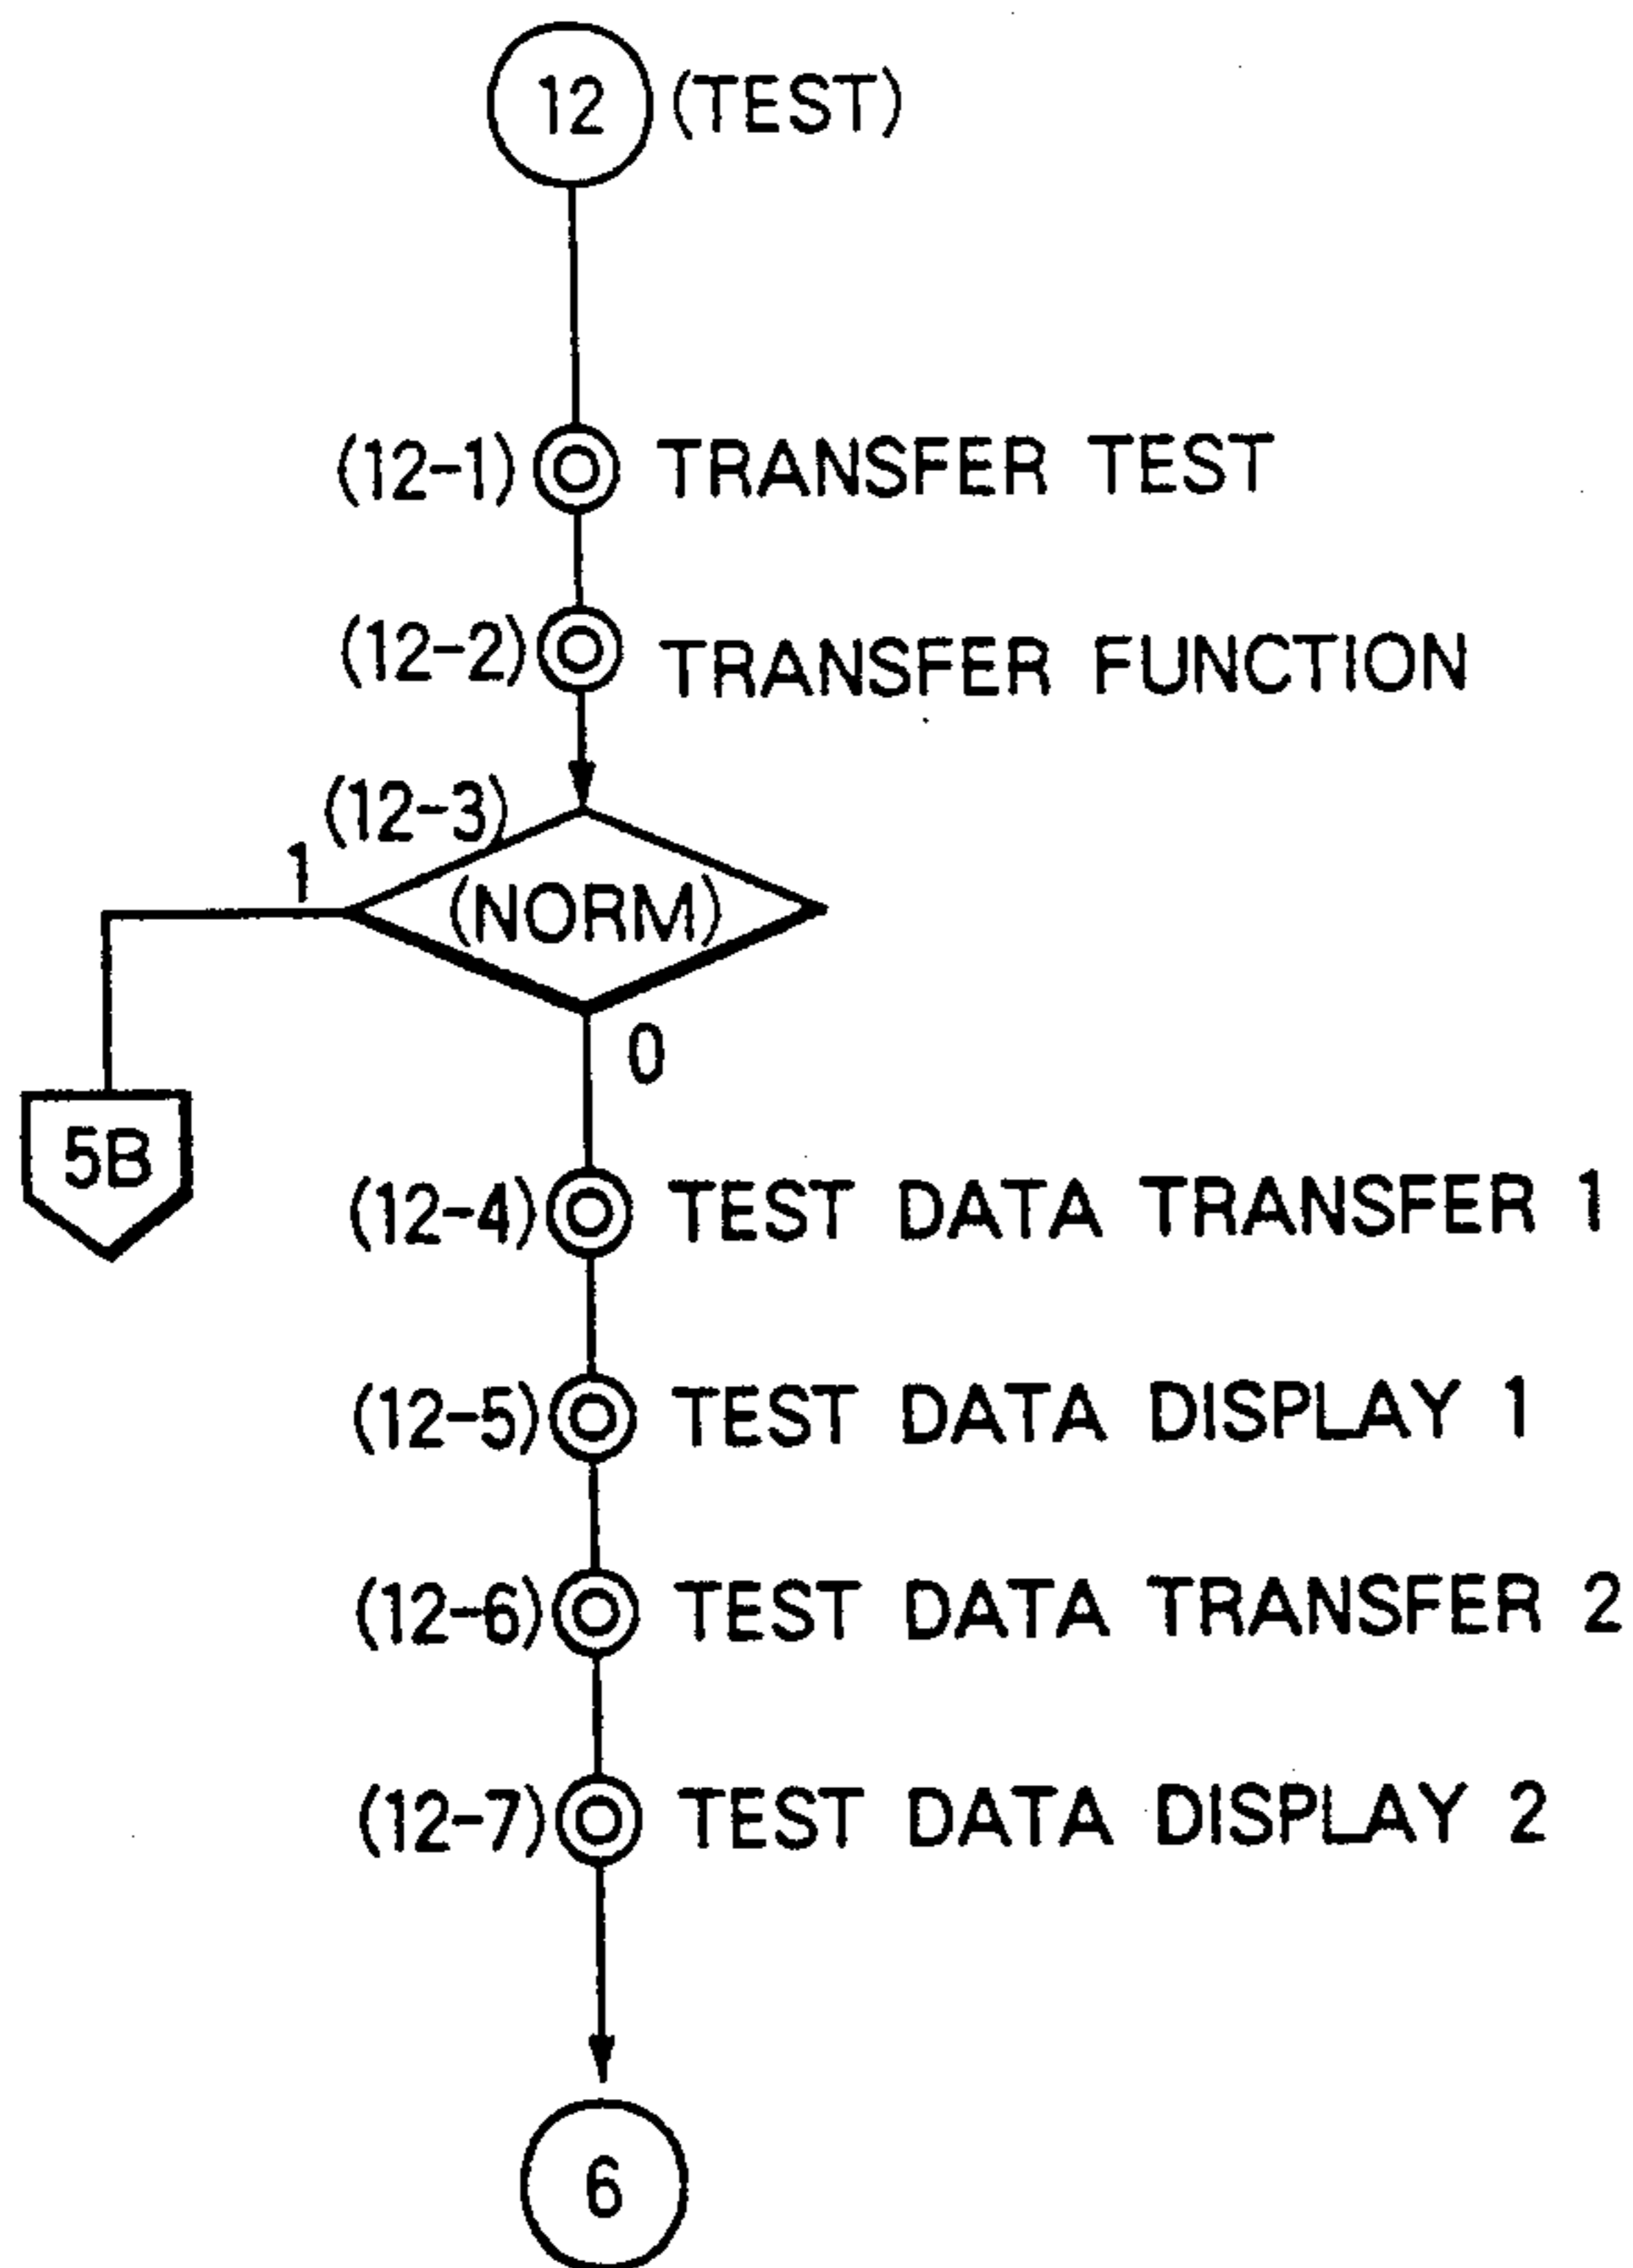 12 (TEST)
(12-1) TRANSFER TEST
(12-2) TRANSFER FUNCTION
(12-3)
1
(NORM)
0
5B
(12-4) TEST DATA TRANSFER 1
(12-5) TEST DATA DISPLAY 1
(12-6) TEST DATA TRANSFER 2
(12-7) TEST DATA DISPLAY 2
6